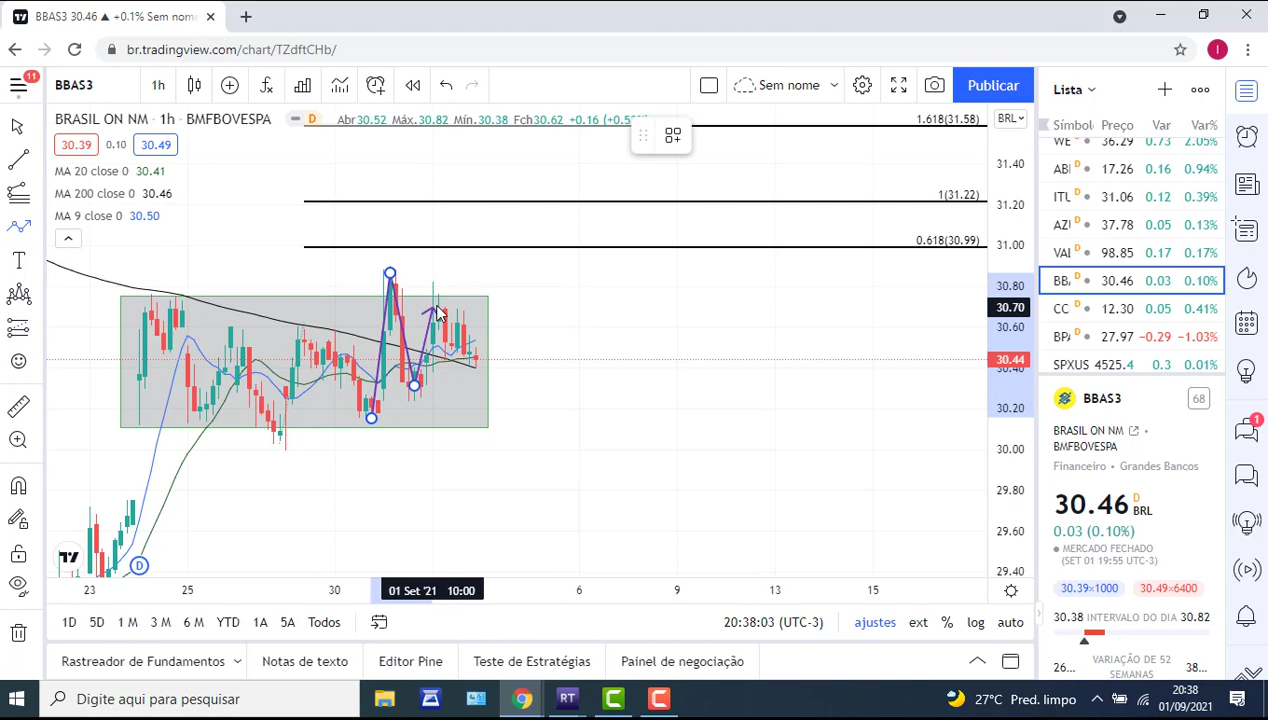 BBAS3 30.46 ▲ +0.1% Sem nome
br.tradingview.com/chart/TZdftCHb/
I
11
BBAS3
1h
Sem nome
Publicar
BRASIL ON NM · 1h · BMFBOVESPA
D
Abr30.52 Máx.30.82 Mín.30.38 Fch30.62
30.39
0.10
30.49
MA 20 close 0 30.41
MA 200 close 0 30.46
MA 9 close 0 30.50
1.618(31.58)
1(31.22)
0.618(30.99)
BRL
31.40
31.20
31.00
30.80
30.70
30.60
30.44
30.40
30.20
30.00
29.80
29.60
29.40
D
23
25
30
01 Set '21 10:00
6
9
13
15
1D 5D 1 M 3 M 6 M YTD 1A 5A Todos
20:38:03 (UTC-3)
ajustes ext % log auto
Rastreador de Fundamentos
Notas de texto
Editor Pine
Teste de Estratégias
Painel de negociação
Lista
Símbol Preço Var Var%
WE 36.29 0.73 2.05%
ABI D 17.26 0.16 0.94%
ITU D 31.06 0.12 0.39%
AZI D 37.78 0.05 0.13%
VAI D 98.85 0.17 0.17%
BB D 30.46 0.03 0.10%
CC D 12.30 0.05 0.41%
BP D 27.97 -0.29 -1.03%
SPXUS 4525.4 0.3 0.01%
BBAS3
68
BRASIL ON NM
BMFBOVESPA
Financeiro • Grandes Bancos
30.46 D BRL
0.03 (0.10%)
MERCADO FECHADO
(SET 01 19:55 UTC-3)
30.39×1000
30.49×6400
30.38 INTERVALO DO DIA 30.82
26... VARIAÇÃO DE 52 38...
SEMANAS
1
Digite aqui para pesquisar
RT
27°C Pred. limpo
20:38
01/09/2021